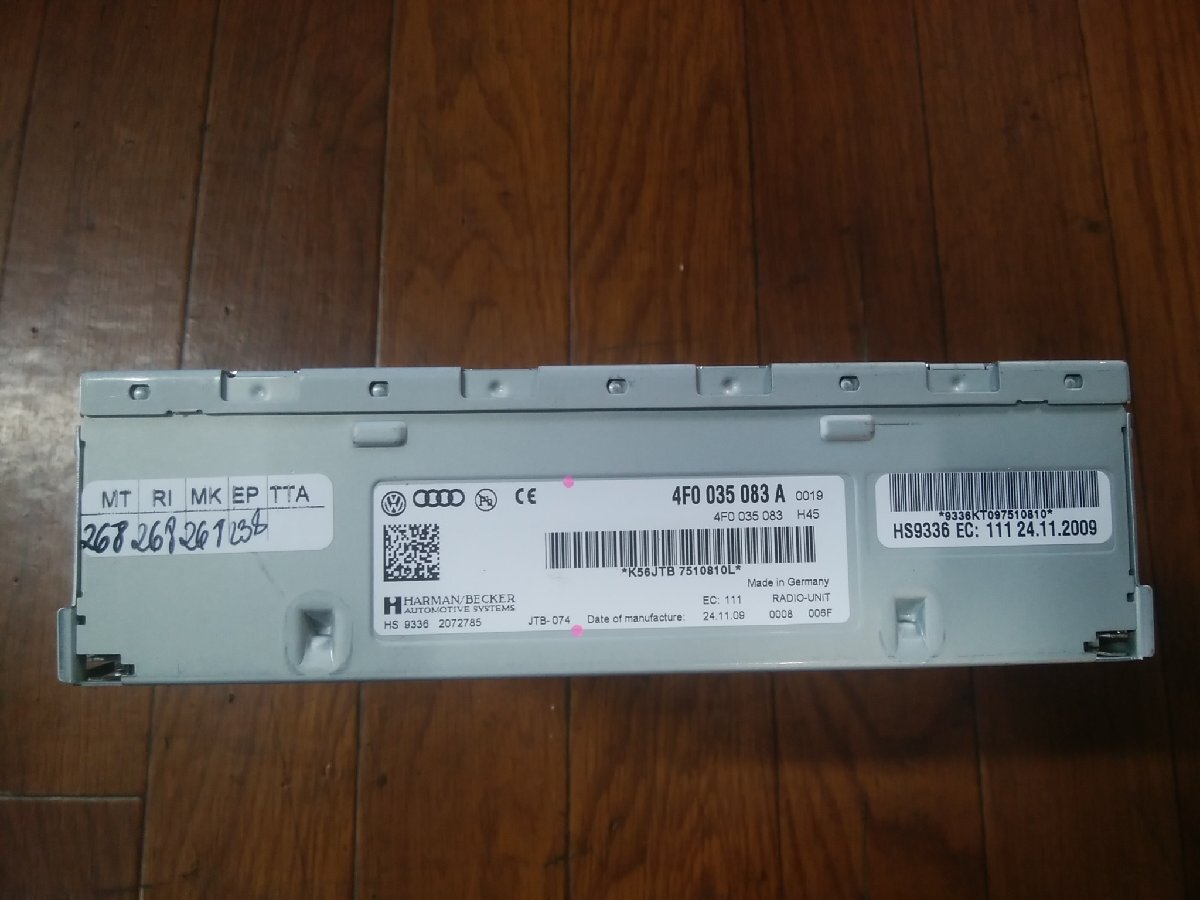 MT RI MK EP TTA
268 269 261 238
CE
4F0 035 083 A 0019
4F0 035 083 H45
*K56JTB 7510810L*
Made in Germany
HARMAN/BECKER
AUTOMOTIVE SYSTEMS
EC: 111 RADIO-UNIT
HS 9336 2072785 JTB-074 Date of manufacture: 24.11.09 0008 006F
*9336KT097510810*
HS9336 EC: 111 24.11.2009